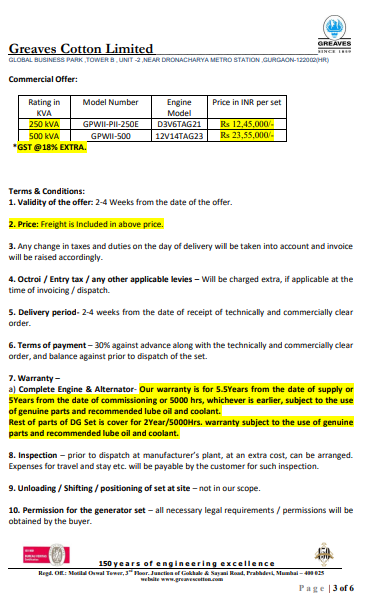 GREAVES
SINCE 1859
Greaves Cotton Limited
GLOBAL BUSINESS PARK ,TOWER B , UNIT -2 ,NEAR DRONACHARYA METRO STATION ,GURGAON-122002(HR)
Commercial Offer:
Rating in KVA Model Number Engine Model Price in INR per set
250 kVA GPWII-PII-250E D3V6TAG21 Rs 12,45,000/-
500 kVA GPWII-500 12V14TAG23 Rs 23,55,000/-
*GST @18% EXTRA.
Terms & Conditions:
1. Validity of the offer: 2-4 Weeks from the date of the offer.
2. Price: Freight is Included in above price.
3. Any change in taxes and duties on the day of delivery will be taken into account and invoice
will be raised accordingly.
4. Octroi / Entry tax / any other applicable levies – Will be charged extra, if applicable at the
time of invoicing / dispatch.
5. Delivery period- 2-4 weeks from the date of receipt of technically and commercially clear
order.
6. Terms of payment – 30% against advance along with the technically and commercially clear
order, and balance against prior to dispatch of the set.
7. Warranty –
a) Complete Engine & Alternator- Our warranty is for 5.5Years from the date of supply or
5Years from the date of commissioning or 5000 hrs, whichever is earlier, subject to the use
of genuine parts and recommended lube oil and coolant.
Rest of parts of DG Set is cover for 2Year/5000Hrs. warranty subject to the use of genuine
parts and recommended lube oil and coolant.
8. Inspection – prior to dispatch at manufacturer's plant, at an extra cost, can be arranged.
Expenses for travel and stay etc. will be payable by the customer for such inspection.
9. Unloading / Shifting / positioning of set at site – not in our scope.
10. Permission for the generator set – all necessary legal requirements / permissions will be
obtained by the buyer.
150 years of engineering excellence
Regd. Off.: Motilal Oswal Tower, 3rd Floor, Junction of Gokhale & Sayani Road, Prabhdevi, Mumbai – 400 025
website www.greavescotton.com
Page | 3 of 6